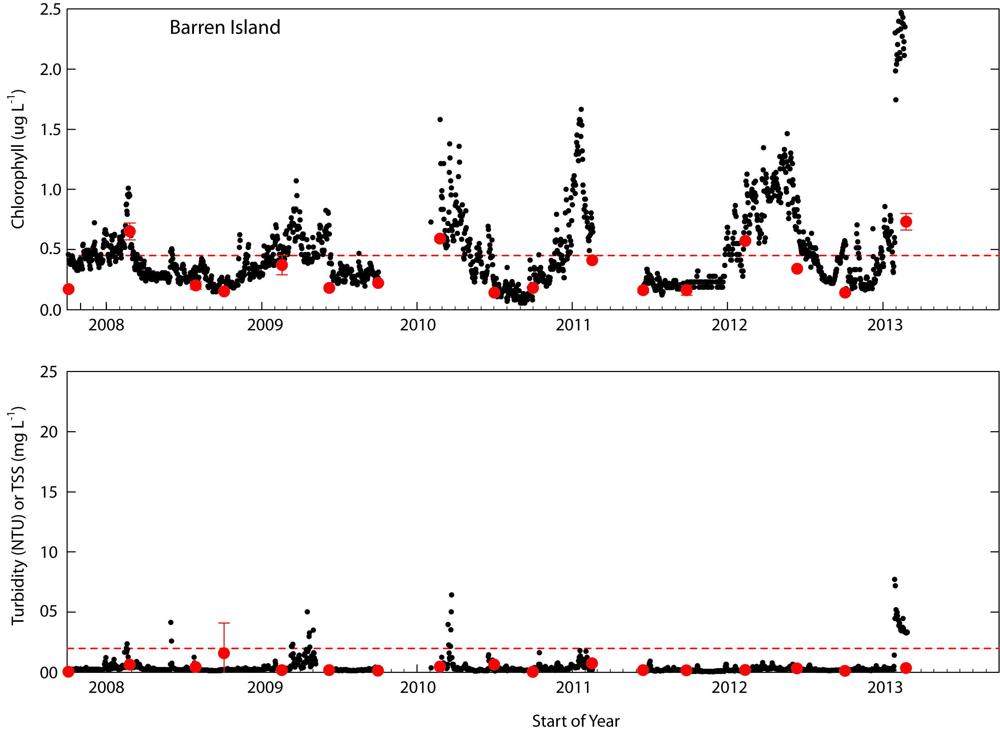 Barren Island
Chlorophyll (ug L-1)
2.5
2.0
1.5
1.0
0.5
0.0
2008 2009 2010 2011 2012 2013
Turbidity (NTU) or TSS (mg L-1)
25
20
15
10
05
00
2008 2009 2010 2011 2012 2013
Start of Year